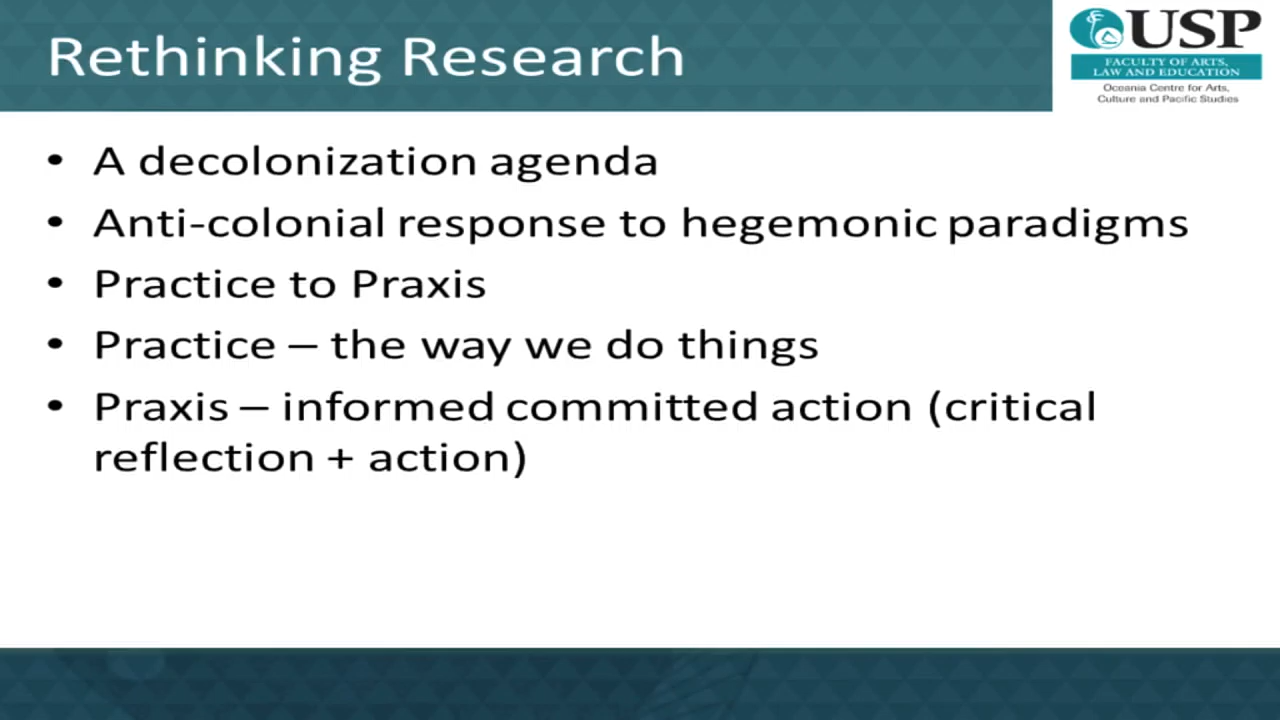 Rethinking Research
USP
FACULTY OF ARTS,
LAW AND EDUCATION
Oceania Centre for Arts,
Culture and Pacific Studies
• A decolonization agenda
• Anti-colonial response to hegemonic paradigms
• Practice to Praxis
• Practice – the way we do things
• Praxis – informed committed action (critical
reflection + action)